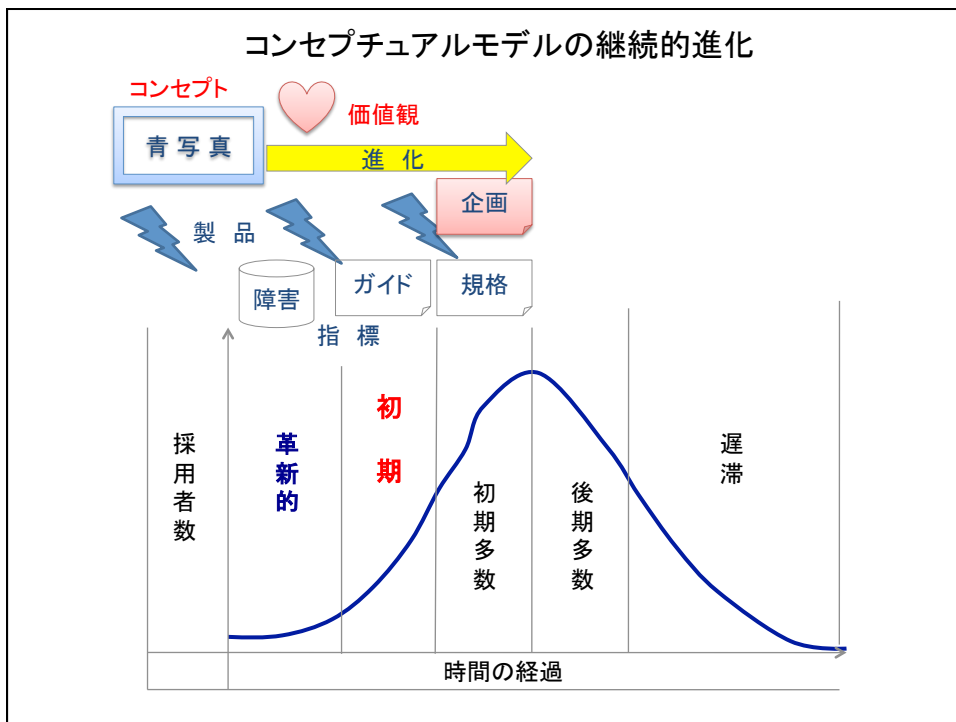 コンセプチュアルモデルの継続的進化
コンセプト
価値観
青写真
進 化
企画
製 品
障害
ガイド
規格
指 標
採用者数
革新的
初期
初期多数
後期多数
遅滞
時間の経過